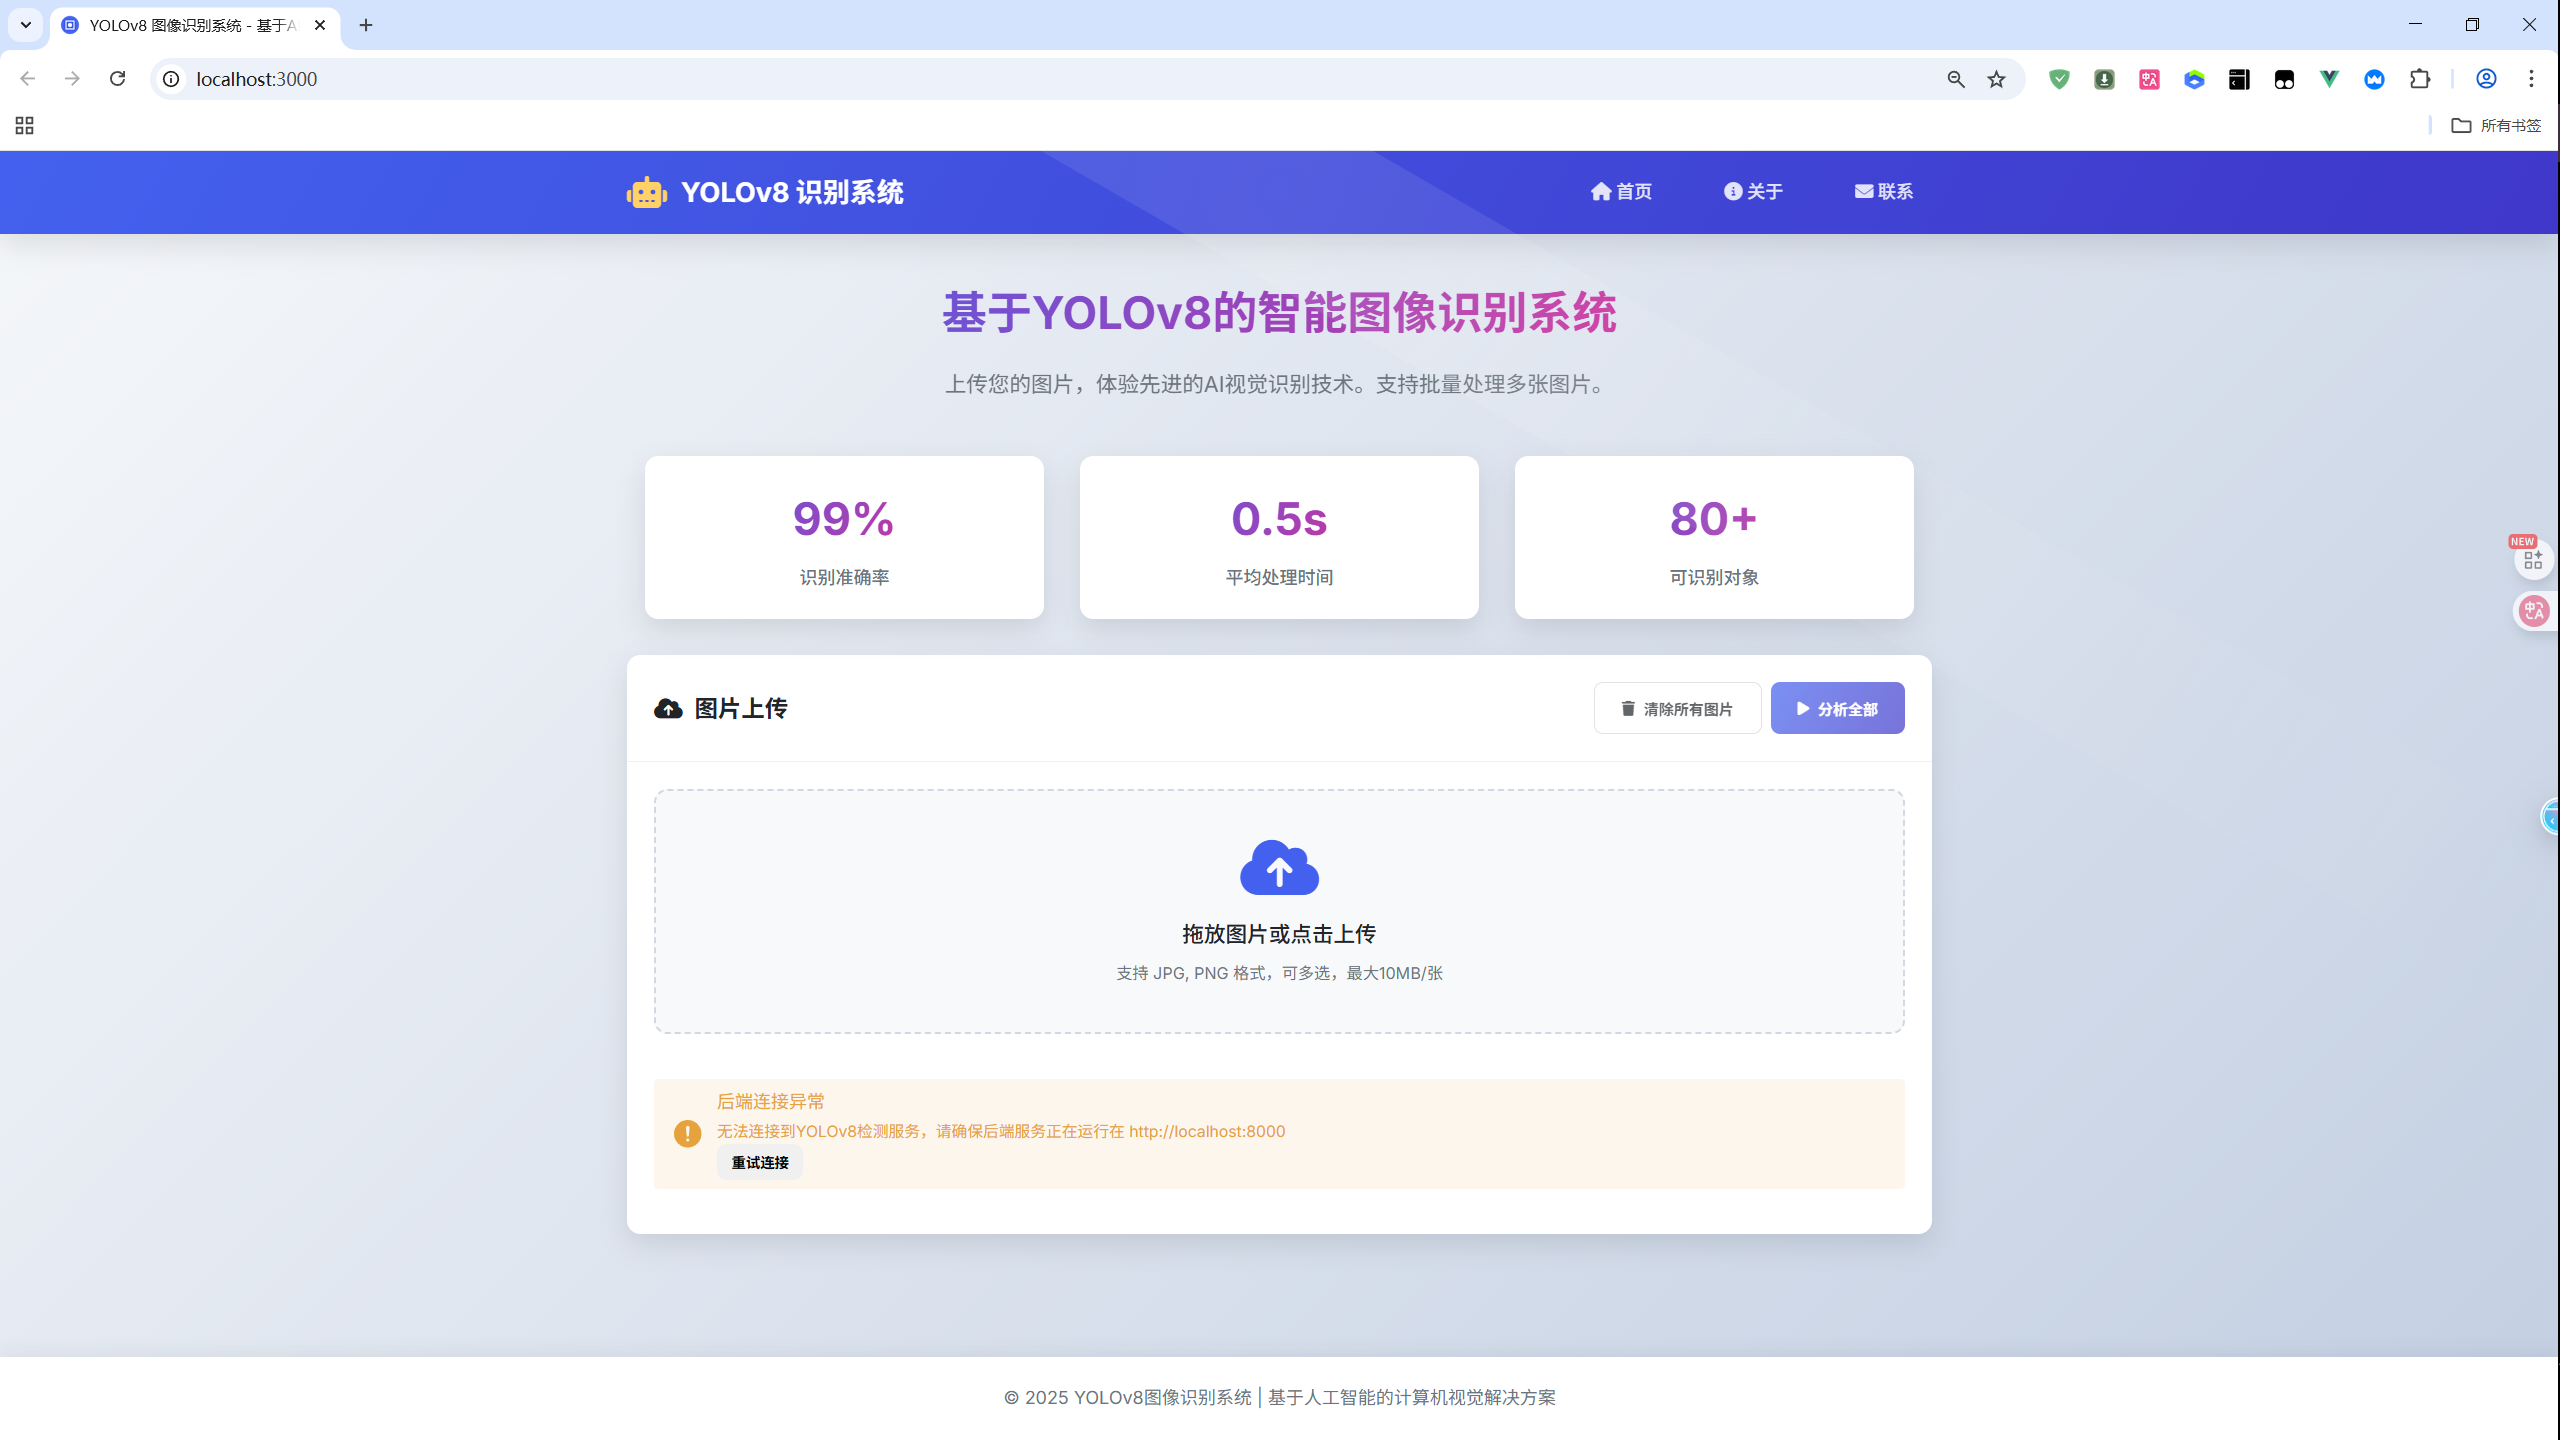 YOLOv8 图像识别系统 - 基于A
localhost:3000
所有书签
YOLOv8 识别系统
首页
关于
联系
基于YOLOv8的智能图像识别系统
上传您的图片，体验先进的AI视觉识别技术。支持批量处理多张图片。
99%
识别准确率
0.5s
平均处理时间
80+
可识别对象
NEW
图片上传
清除所有图片
分析全部
拖放图片或点击上传
支持 JPG, PNG 格式，可多选，最大10MB/张
后端连接异常
无法连接到YOLOv8检测服务，请确保后端服务正在运行在 http://localhost:8000
重试连接
© 2025 YOLOv8图像识别系统 | 基于人工智能的计算机视觉解决方案